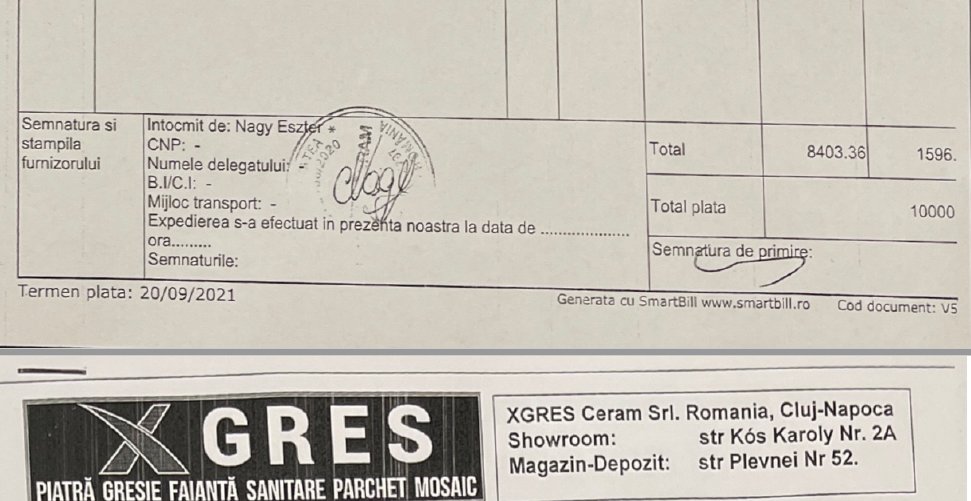 Semnatura si
stampila
furnizorului
Intocmit de: Nagy Eszter
CNP: -
Numele delegatului:
B.I/C.I: -
Mijloc transport: -
Expedierea s-a efectuat in prezenta noastra la data de ....................
ora.........
Semnaturile:
Total 8403.36 1596.
Total plata 10000
Semnatura de primire:
Termen plata: 20/09/2021
Generata cu SmartBill www.smartbill.ro Cod document: V5
XGRES
PIATRĂ GRESIE FAIANȚĂ SANITARE PARCHET MOSAIC
XGRES Ceram Srl. Romania, Cluj-Napoca
Showroom: str Kós Karoly Nr. 2A
Magazin-Depozit: str Plevnei Nr 52.